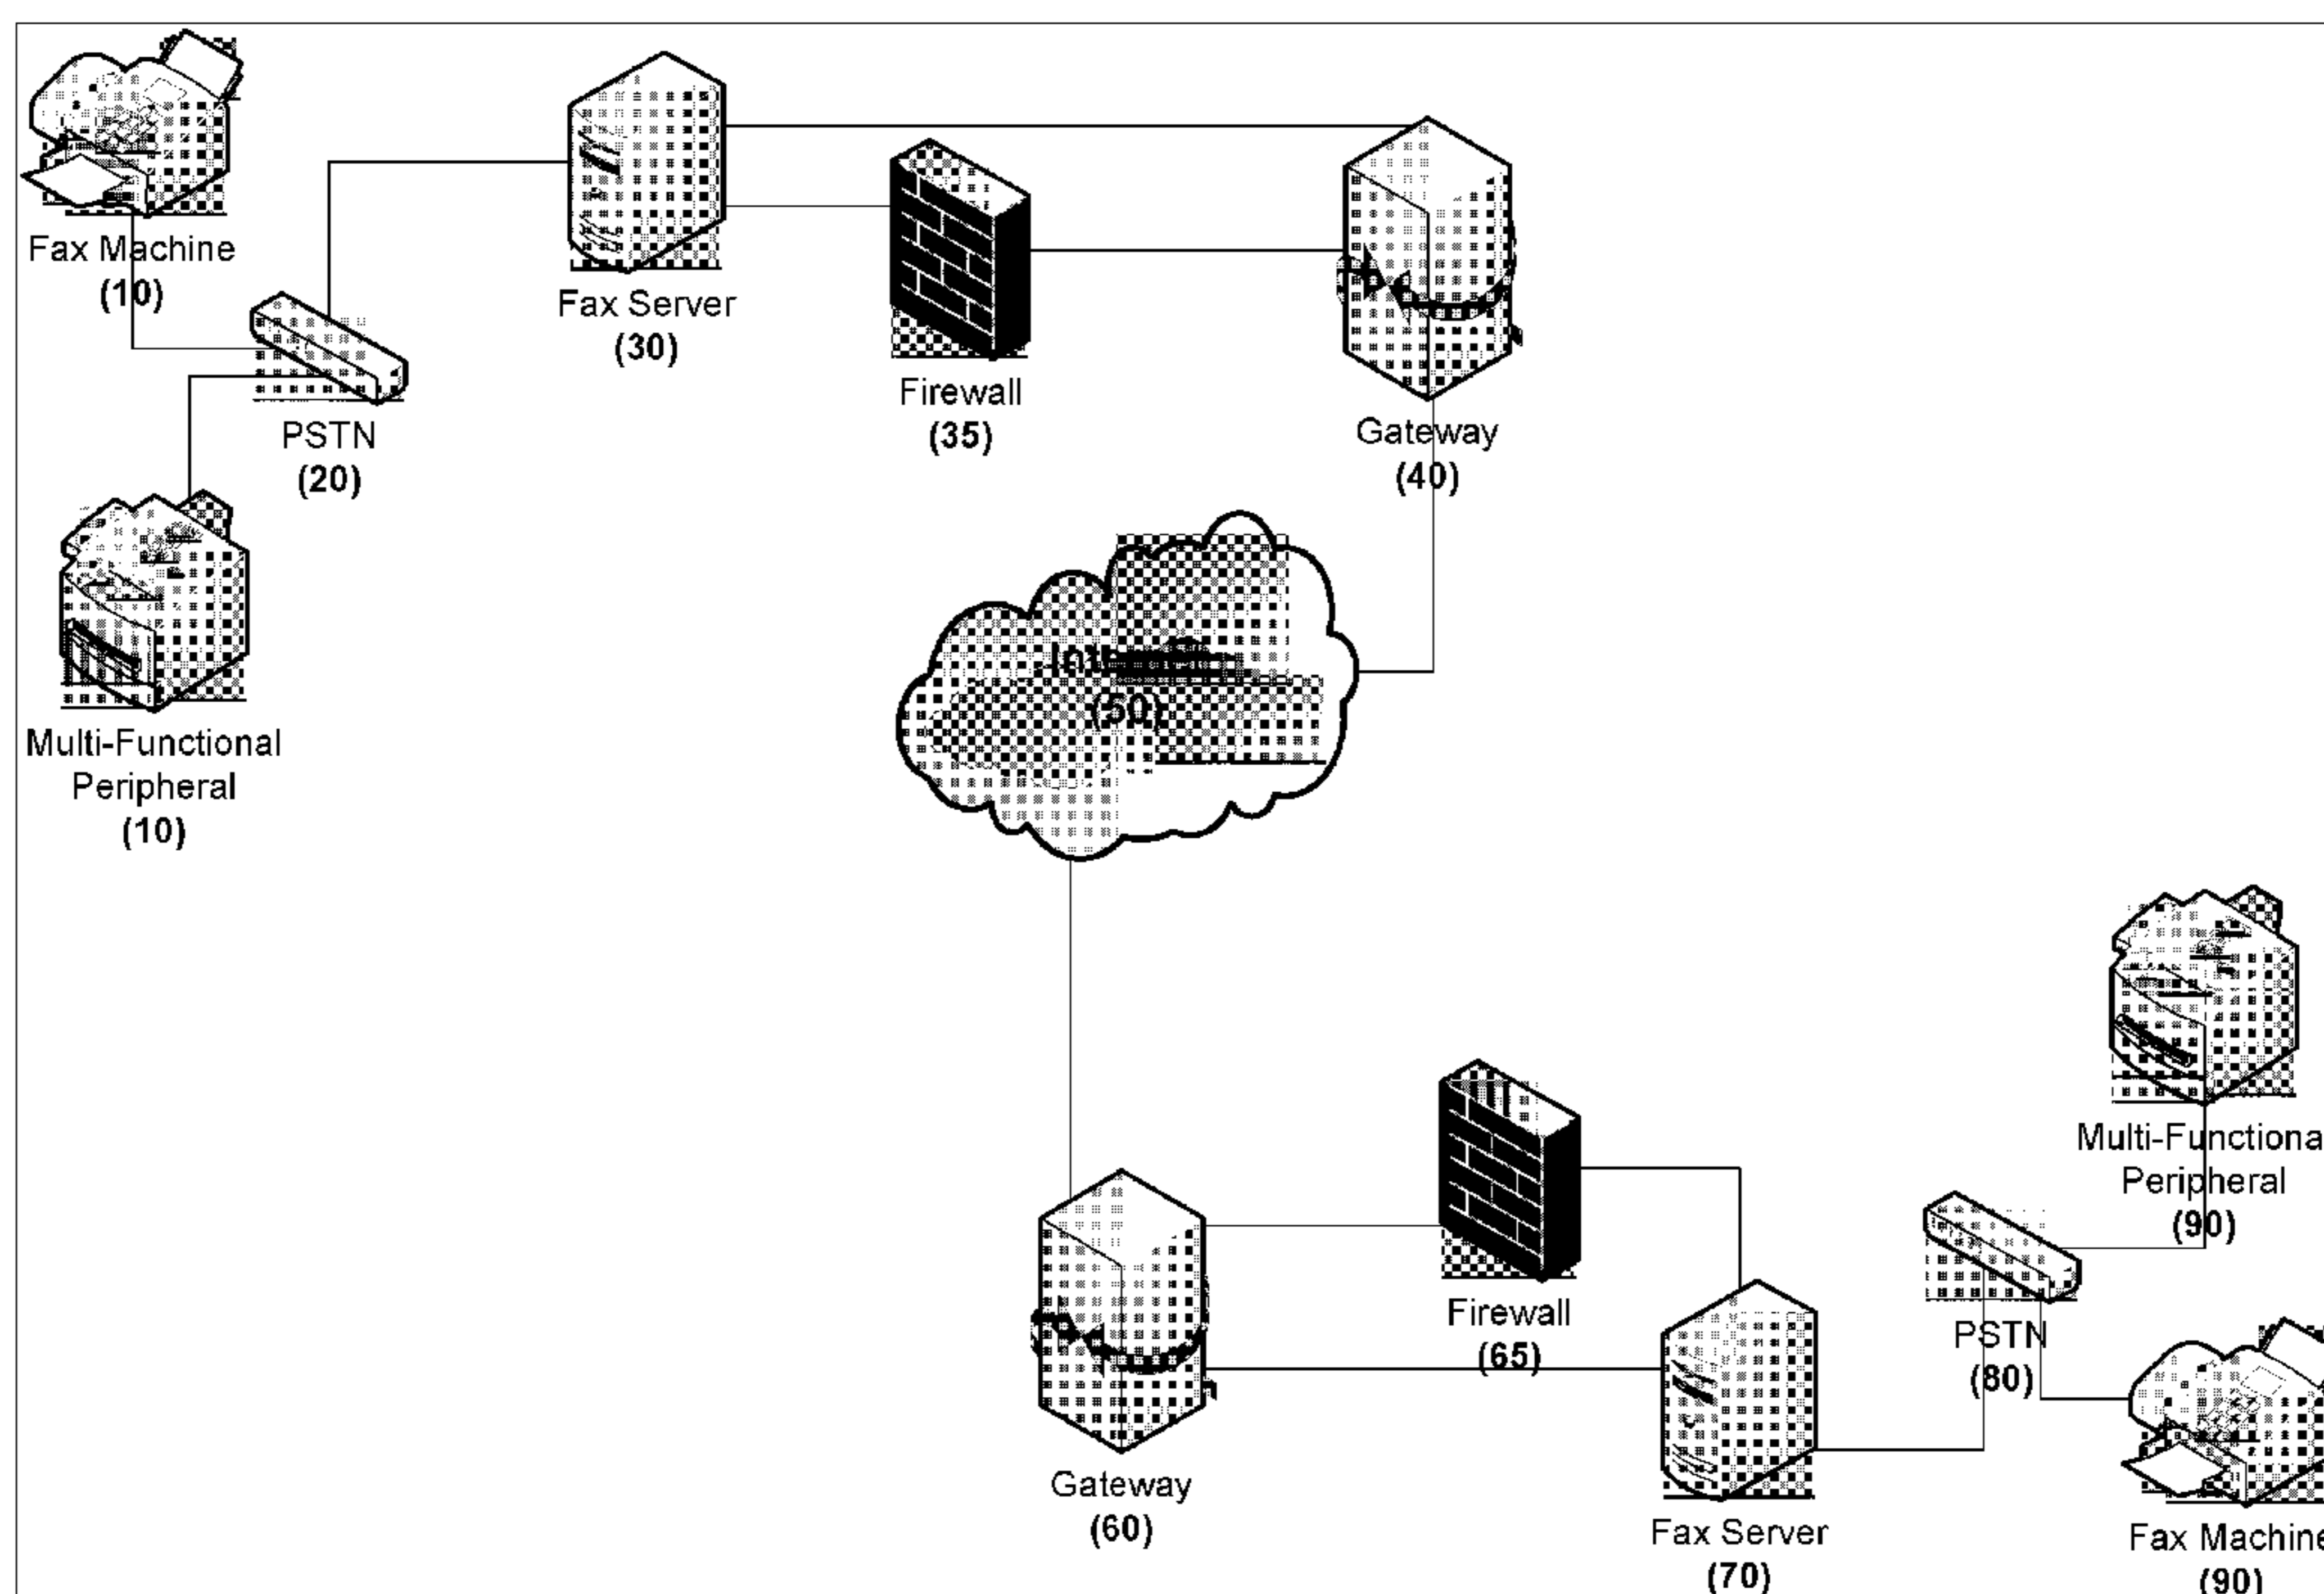 Fax Machine
(10)
Fax Server
(30)
Firewall
(35)
Gateway
(40)
PSTN
(20)
Multi-Functional
Peripheral
(10)
(50)
Multi-Functiona
Peripheral
(90)
Firewall
(65)
PSTN
(80)
Gateway
(60)
Fax Server
(70)
Fax Machine
(90)